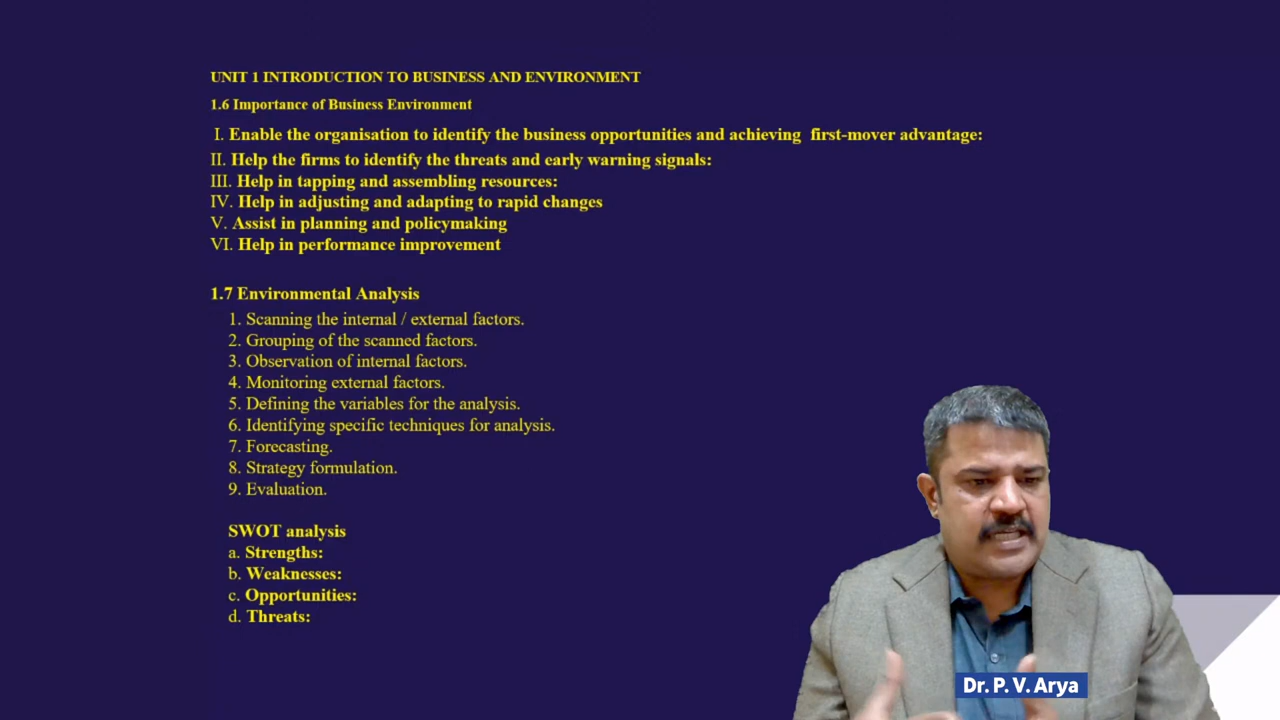 UNIT 1 INTRODUCTION TO BUSINESS AND ENVIRONMENT
1.6 Importance of Business Environment
I. Enable the organisation to identify the business opportunities and achieving first-mover advantage:
II. Help the firms to identify the threats and early warning signals:
III. Help in tapping and assembling resources:
IV. Help in adjusting and adapting to rapid changes
V. Assist in planning and policymaking
VI. Help in performance improvement
1.7 Environmental Analysis
1. Scanning the internal / external factors.
2. Grouping of the scanned factors.
3. Observation of internal factors.
4. Monitoring external factors.
5. Defining the variables for the analysis.
6. Identifying specific techniques for analysis.
7. Forecasting.
8. Strategy formulation.
9. Evaluation.
SWOT analysis
a. Strengths:
b. Weaknesses:
c. Opportunities:
d. Threats:
Dr. P. V. Arya